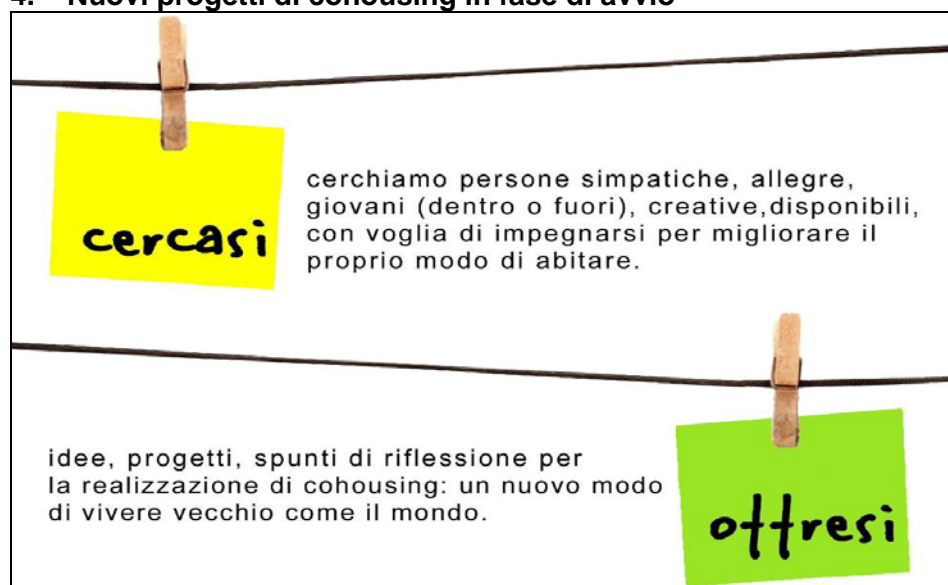 4. Nuovi progetti di cohousing in fase di avvio
cercasi
cerchiamo persone simpatiche, allegre,
giovani (dentro o fuori), creative,disponibili,
con voglia di impegnarsi per migliorare il
proprio modo di abitare.
idee, progetti, spunti di riflessione per
la realizzazione di cohousing: un nuovo modo
di vivere vecchio come il mondo.
offresi